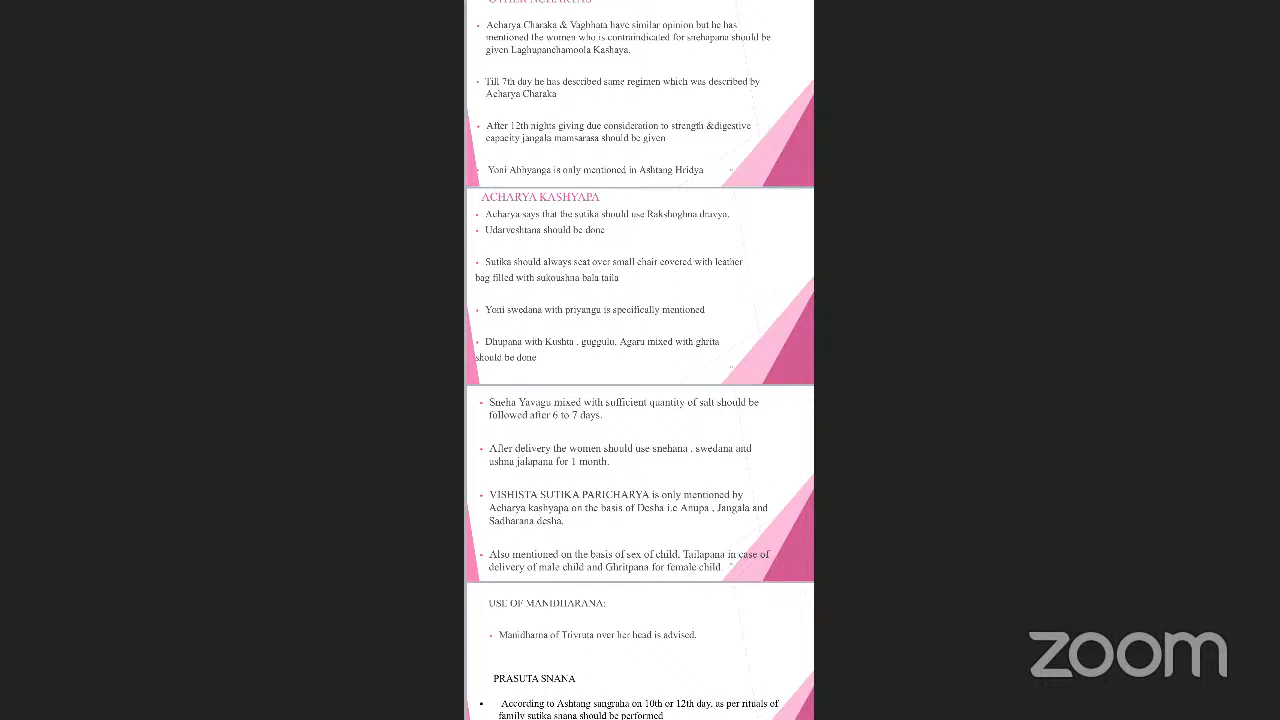 OTHER ACHARYAS
• Acharya Charaka & Vagbhata have similar opinion but he has
mentioned the women who is contraindicated for snehapana should be
given Laghupanchamoola Kashaya.
• Till 7th day he has described same regimen which was described by
Acharya Charaka
• After 12th nights giving due consideration to strength &digestive
capacity jangala mamsarasa should be given
• Yoni Abhyanga is only mentioned in Ashtang Hridya
ACHARYA KASHYAPA
• Acharya says that the sutika should use Rakshoghna dravya.
• Udarveshtana should be done
• Sutika should always seat over small chair covered with leather
bag filled with sukoushna bala taila
• Yoni swedana with priyangu is specifically mentioned
• Dhupana with Kushta , guggulu, Agaru mixed with ghrita
should be done
• Sneha Yavagu mixed with sufficient quantity of salt should be
followed after 6 to 7 days.
• After delivery the women should use snehana , swedana and
ushna jalapana for 1 month.
• VISHISTA SUTIKA PARICHARYA is only mentioned by
Acharya kashyapa on the basis of Desha i.e Anupa , Jangala and
Sadharana desha.
• Also mentioned on the basis of sex of child, Tailapana in case of
delivery of male child and Ghritpana for female child
USE OF MANIDHARANA:
• Manidharna of Trivruta over her head is advised.
PRASUTA SNANA
• According to Ashtang sangraha on 10th or 12th day, as per rituals of
family sutika snana should be performed
zoom